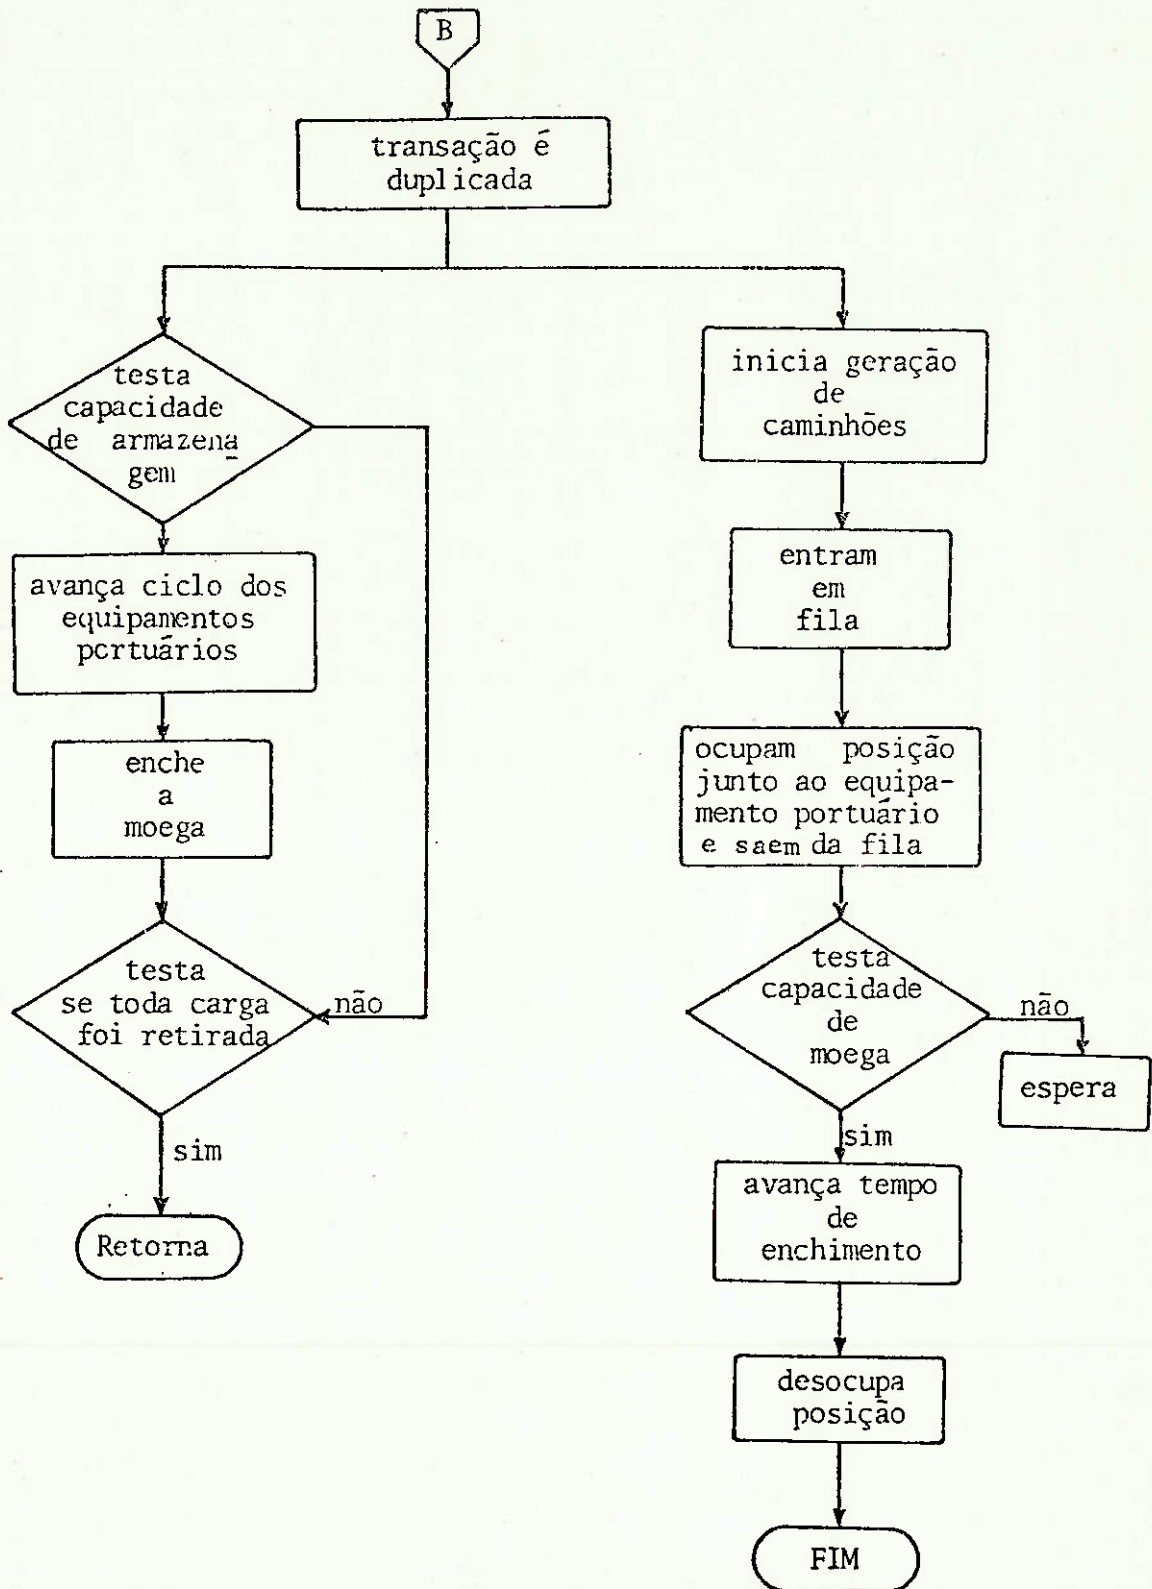 B
transação é
duplicada
testa
capacidade
de armazena
gem
avança ciclo dos
equipamentos
portuários
enche
a
moega
testa
se toda carga
foi retirada
não
sim
Retorna
inicia geração
de
caminhões
entram
em
fila
ocupam posição
junto ao equipa-
mento portuário
e saem da fila
testa
capacidade
de
moega
não
espera
sim
avança tempo
de
enchimento
desocupa
posição
FIM